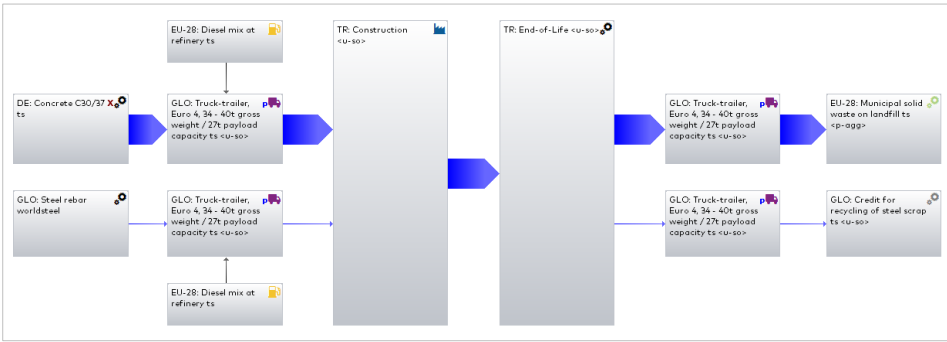 EU-28: Diesel mix at
refinery ts
TR: Construction
<u-so>
TR: End-of-Life <u-so>
DE: Concrete C30/37 X
ts
GLO: Truck-trailer, p
Euro 4, 34 - 40t gross
weight / 27t payload
capacity ts <u-so>
GLO: Truck-trailer, p
Euro 4, 34 - 40t gross
weight / 27t payload
capacity ts <u-so>
EU-28: Municipal solid
waste on landfill ts
<p-agg>
GLO: Steel rebar
worldsteel
GLO: Truck-trailer, p
Euro 4, 34 - 40t gross
weight / 27t payload
capacity ts <u-so>
GLO: Truck-trailer, p
Euro 4, 34 - 40t gross
weight / 27t payload
capacity ts <u-so>
GLO: Credit for
recycling of steel scrap
ts <u-so>
EU-28: Diesel mix at
refinery ts